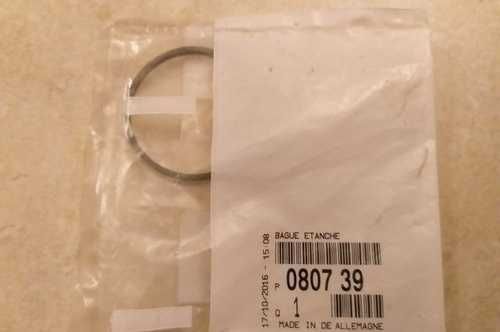 BAGUE ETANCHE
P 0807 39
Q 1
MADE IN DE ALLEMAGNE
17/10/2016 - 15:08